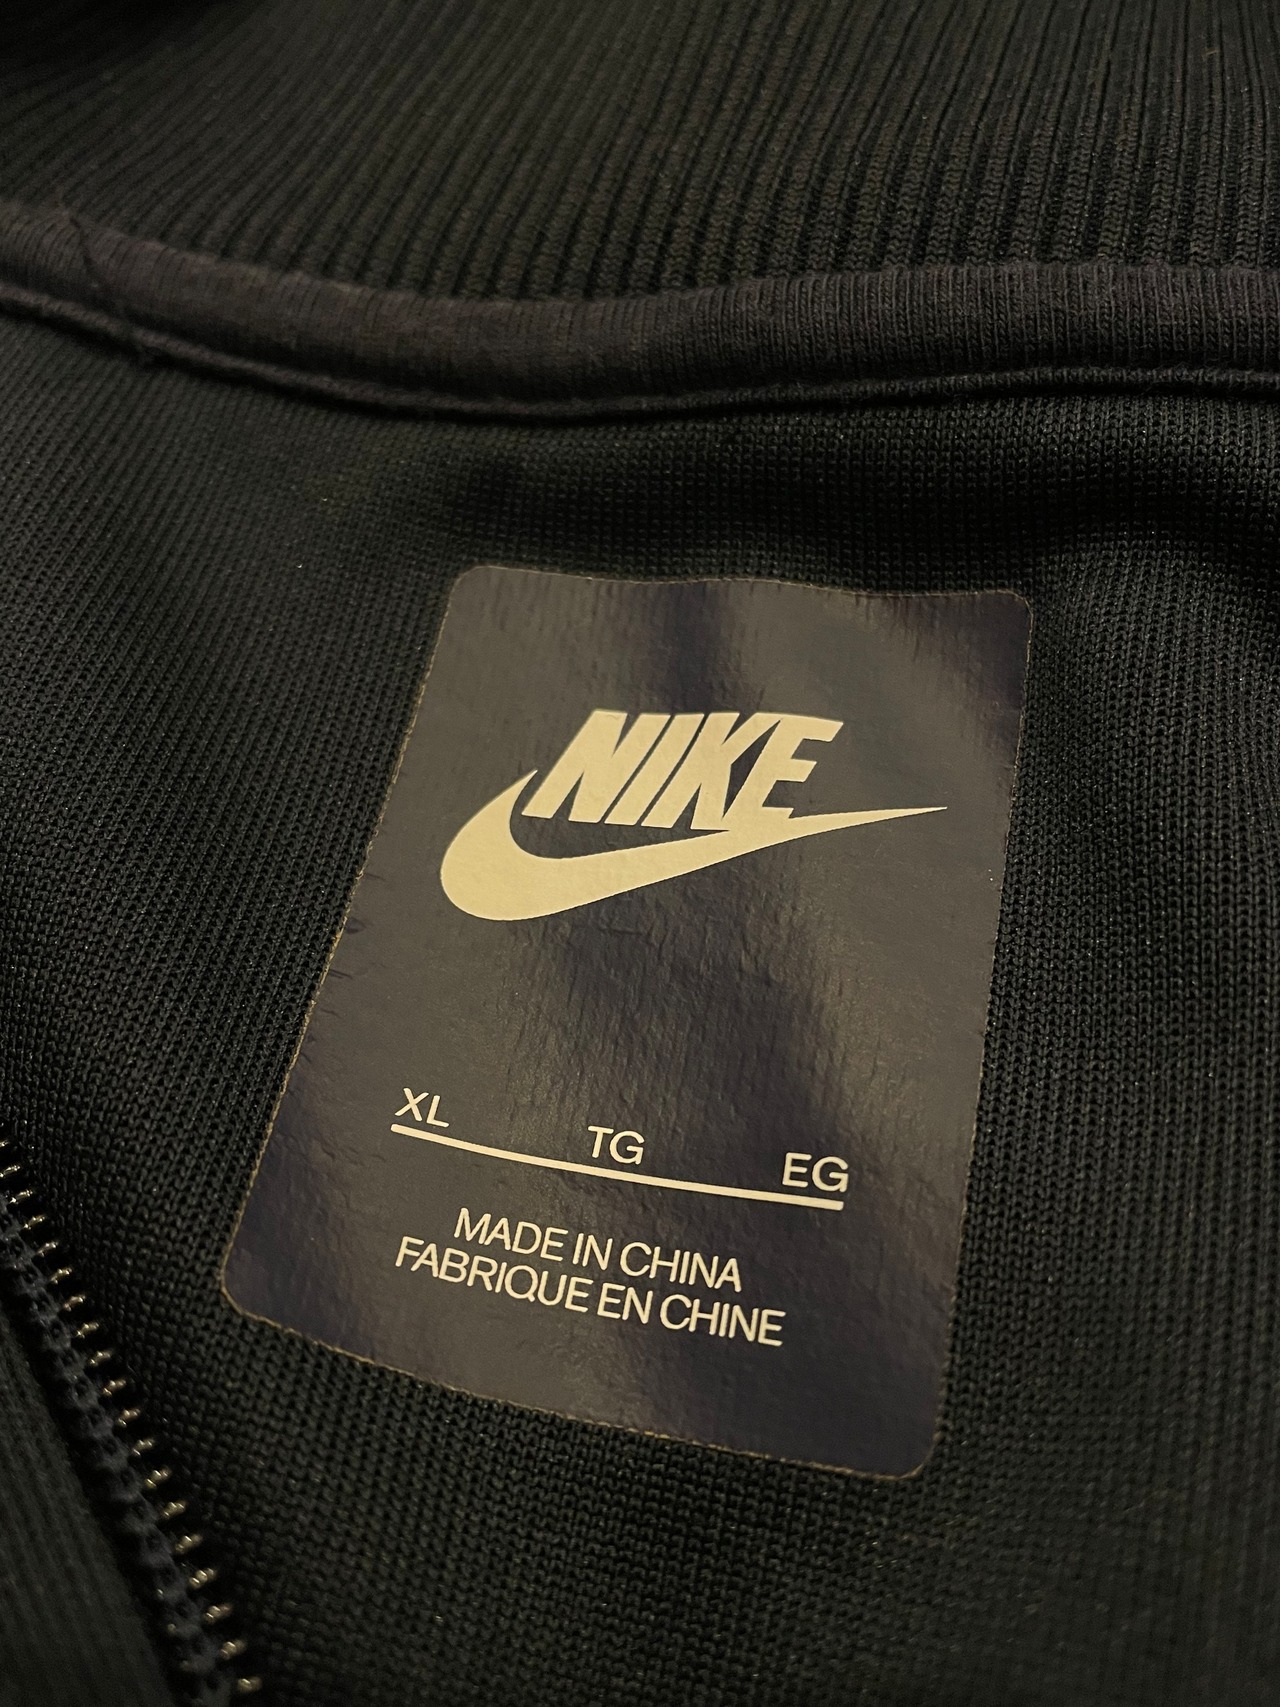 NIKE
XL TG EG
MADE IN CHINA
FABRIQUE EN CHINE